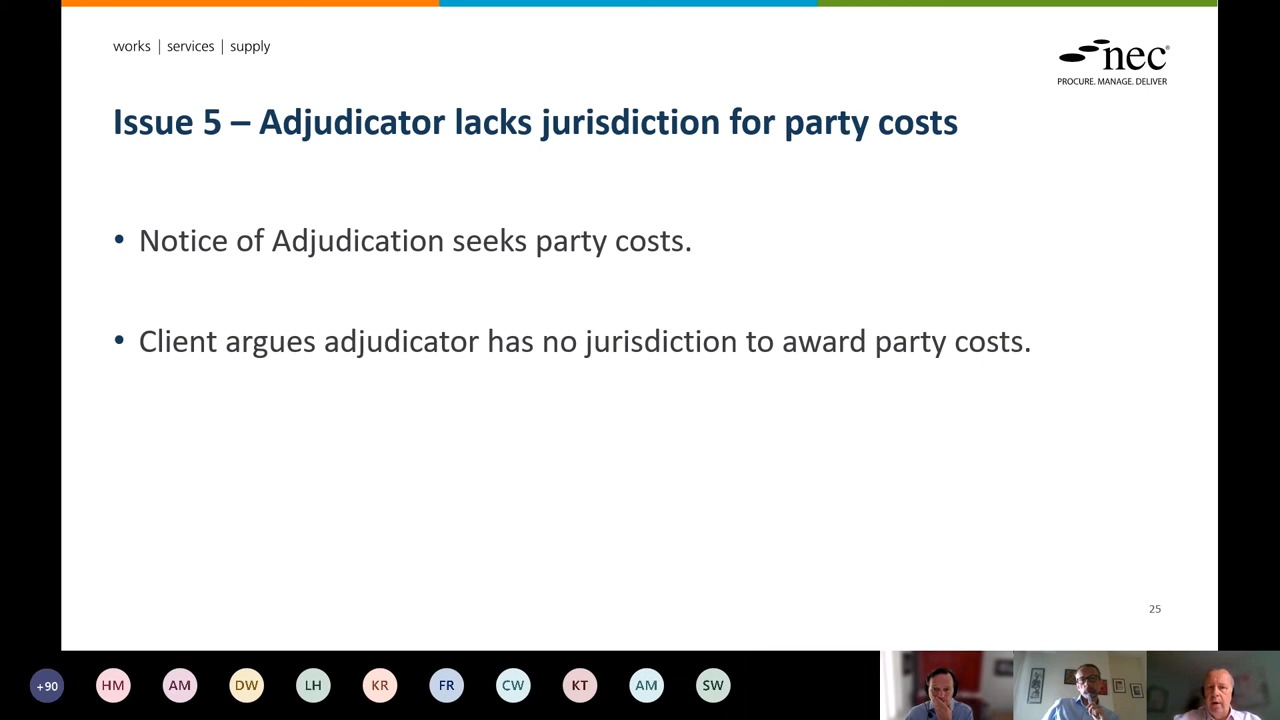 works | services | supply
nec®
PROCURE. MANAGE. DELIVER
Issue 5 – Adjudicator lacks jurisdiction for party costs
• Notice of Adjudication seeks party costs.
• Client argues adjudicator has no jurisdiction to award party costs.
25
+90 HM AM DW LH KR FR CW KT AM SW